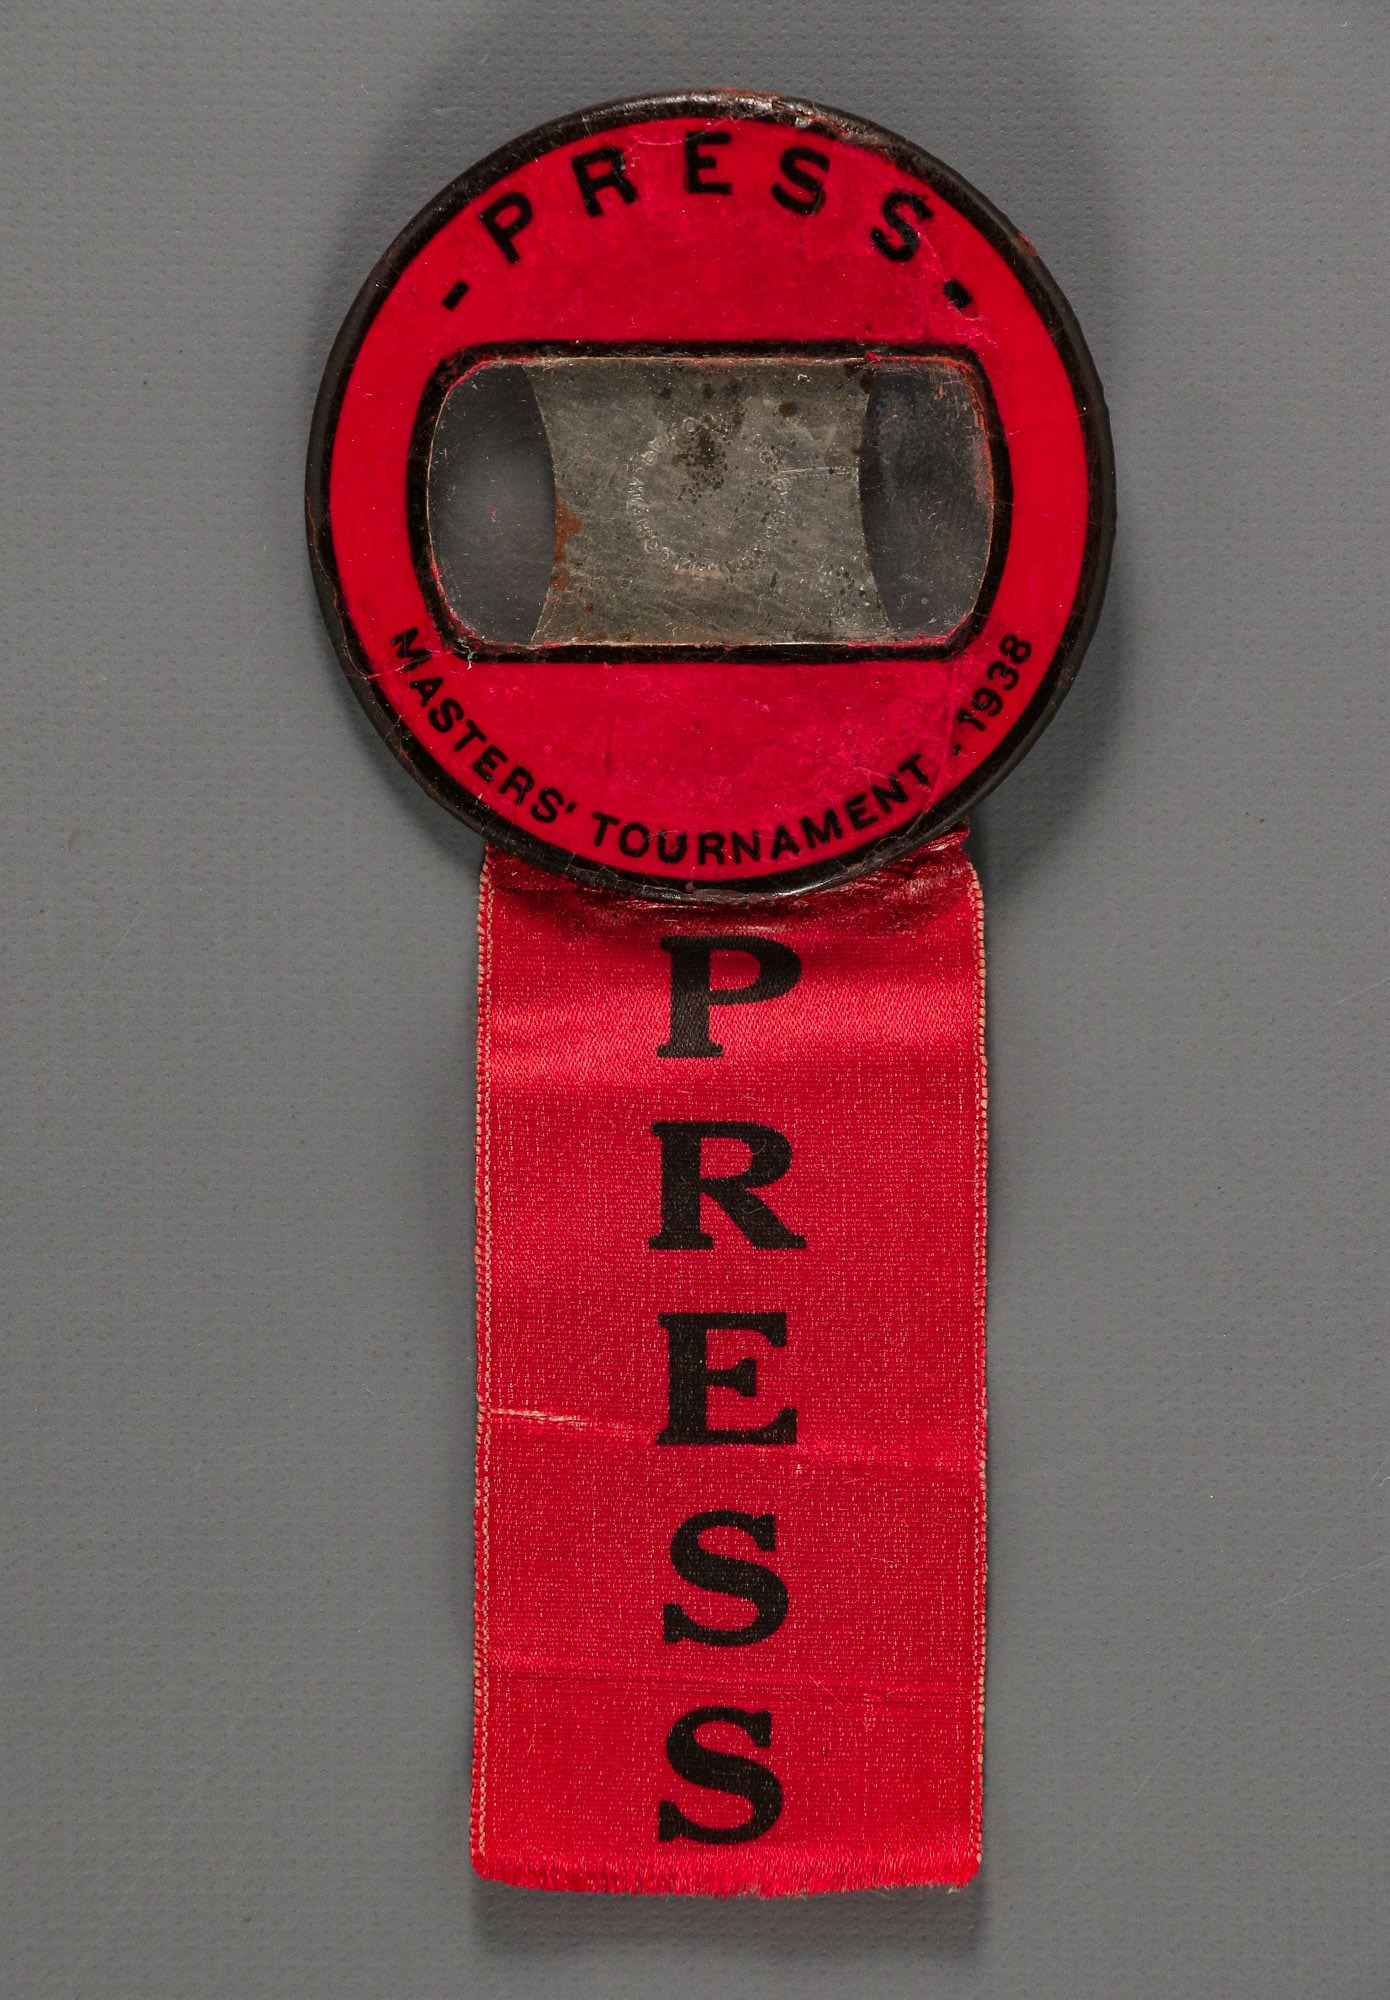 - PRESS -
MASTERS' TOURNAMENT . 1938
PRESS